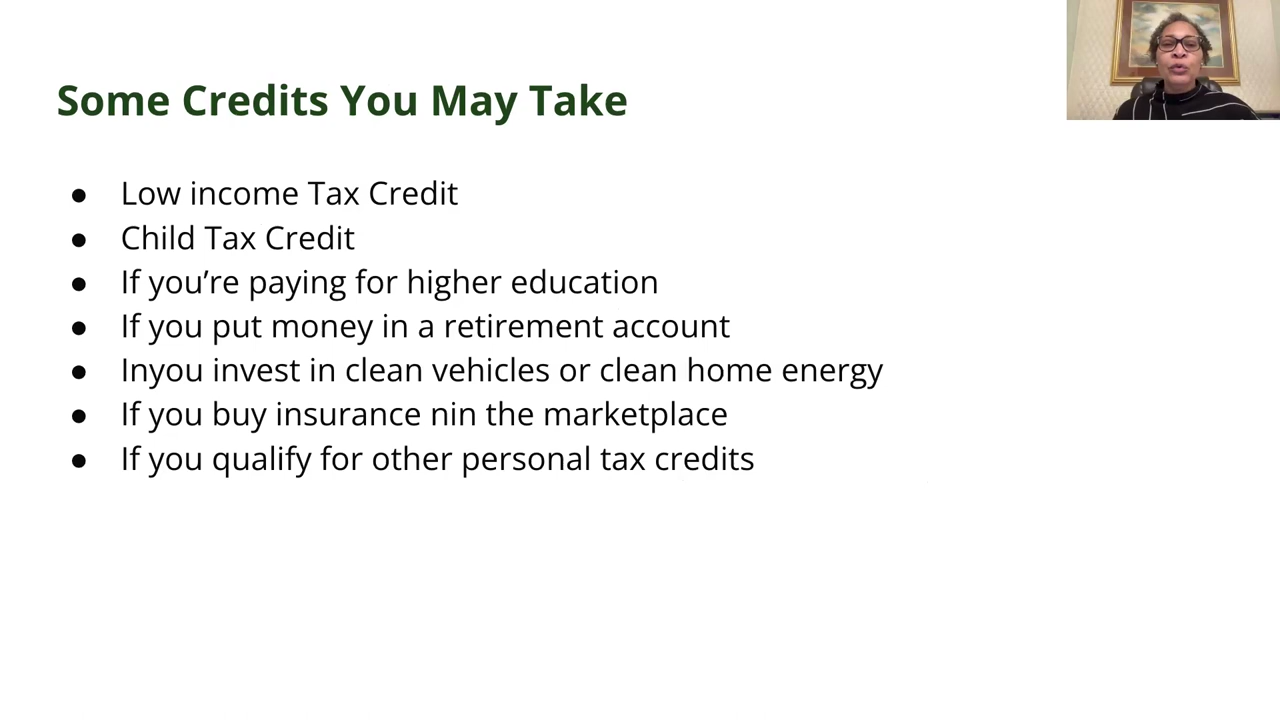 Some Credits You May Take
● Low income Tax Credit
● Child Tax Credit
● If you’re paying for higher education
● If you put money in a retirement account
● Inyou invest in clean vehicles or clean home energy
● If you buy insurance nin the marketplace
● If you qualify for other personal tax credits